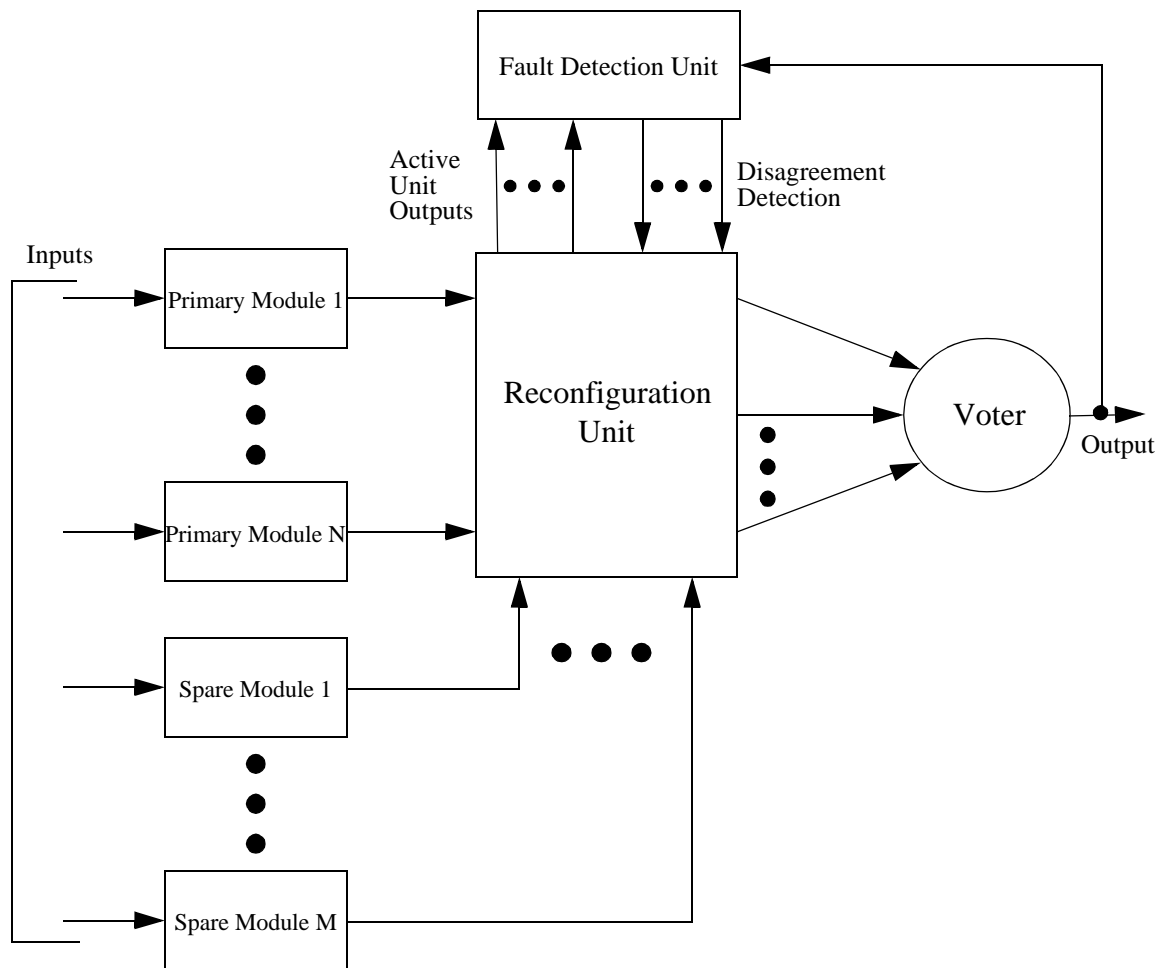 Fault Detection Unit
Active
Unit
Outputs
Disagreement
Detection
Inputs
Primary Module 1
Reconfiguration
Unit
Voter
Output
Primary Module N
Spare Module 1
Spare Module M